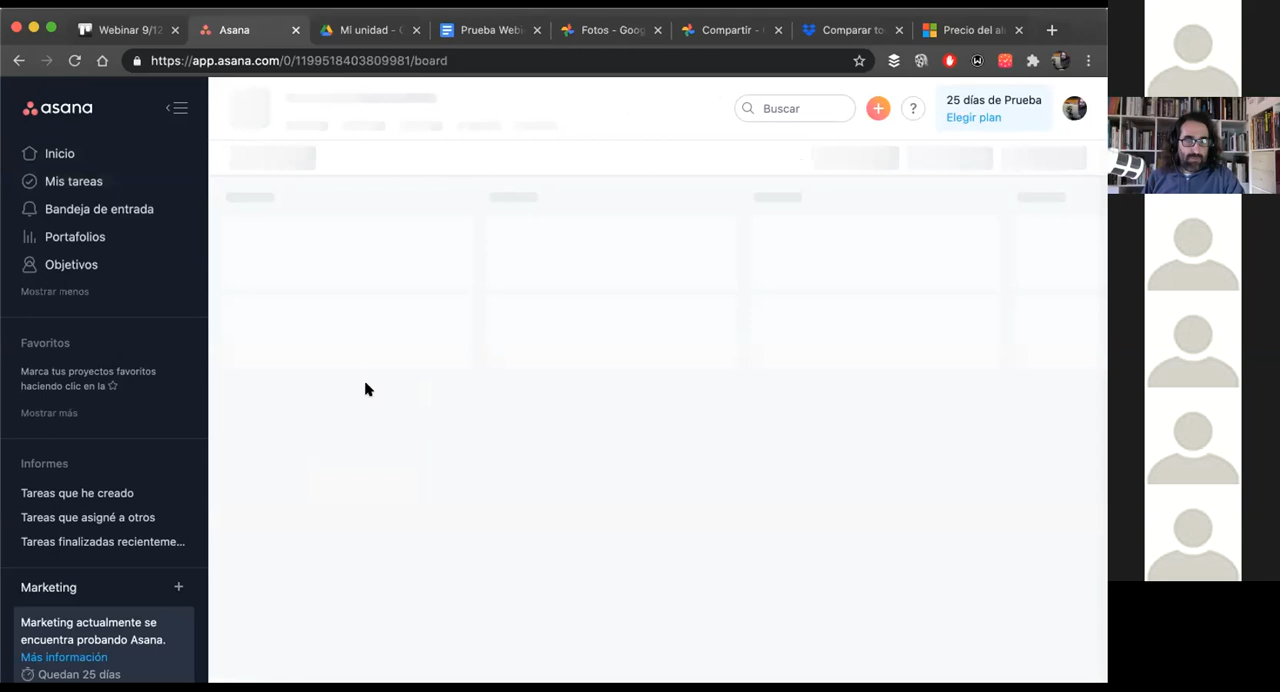 Webinar 9/12
Asana
Mi unidad - G
Prueba Webi
Fotos - Goog
Compartir -
Comparar to
Precio del al
https://app.asana.com/0/1199518403809981/board
asana
Buscar
25 días de Prueba
Elegir plan
Inicio
Mis tareas
Bandeja de entrada
Portafolios
Objetivos
Mostrar menos
Favoritos
Marca tus proyectos favoritos
haciendo clic en la
Mostrar más
Informes
Tareas que he creado
Tareas que asigné a otros
Tareas finalizadas recienteme...
Marketing
Marketing actualmente se
encuentra probando Asana.
Más información
Quedan 25 días